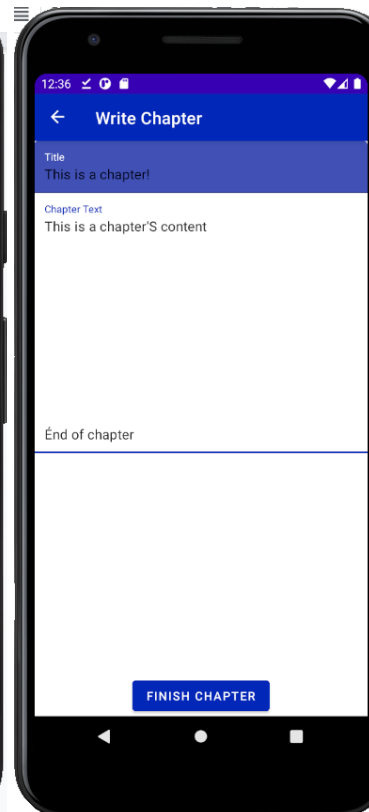 12:36
Write Chapter
Title
This is a chapter!
Chapter Text
This is a chapter'S content
Énd of chapter
FINISH CHAPTER